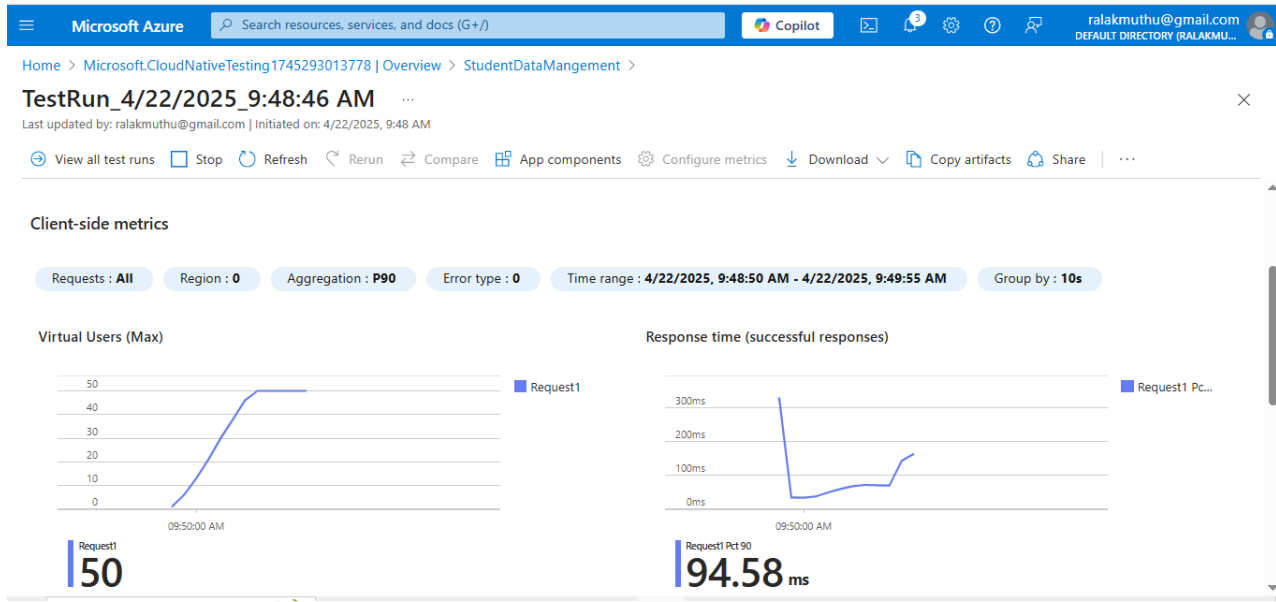 Microsoft Azure
Search resources, services, and docs (G+/)
Copilot
3
ralakmuthu@gmail.com
DEFAULT DIRECTORY (RALAKMU...
Home > Microsoft.CloudNativeTesting1745293013778 | Overview > StudentDataMangement >
TestRun_4/22/2025_9:48:46 AM ...
Last updated by: ralakmuthu@gmail.com | Initiated on: 4/22/2025, 9:48 AM
View all test runs Stop Refresh Rerun Compare App components Configure metrics Download Copy artifacts Share ...
Client-side metrics
Requests : All Region : 0 Aggregation : P90 Error type : 0 Time range : 4/22/2025, 9:48:50 AM - 4/22/2025, 9:49:55 AM Group by : 10s
Virtual Users (Max)
50
40
30
20
10
0
09:50:00 AM
Request1
Request1
50
Response time (successful responses)
300ms
200ms
100ms
0ms
09:50:00 AM
Request1 Pc...
Request1 Pct 90
94.58 ms